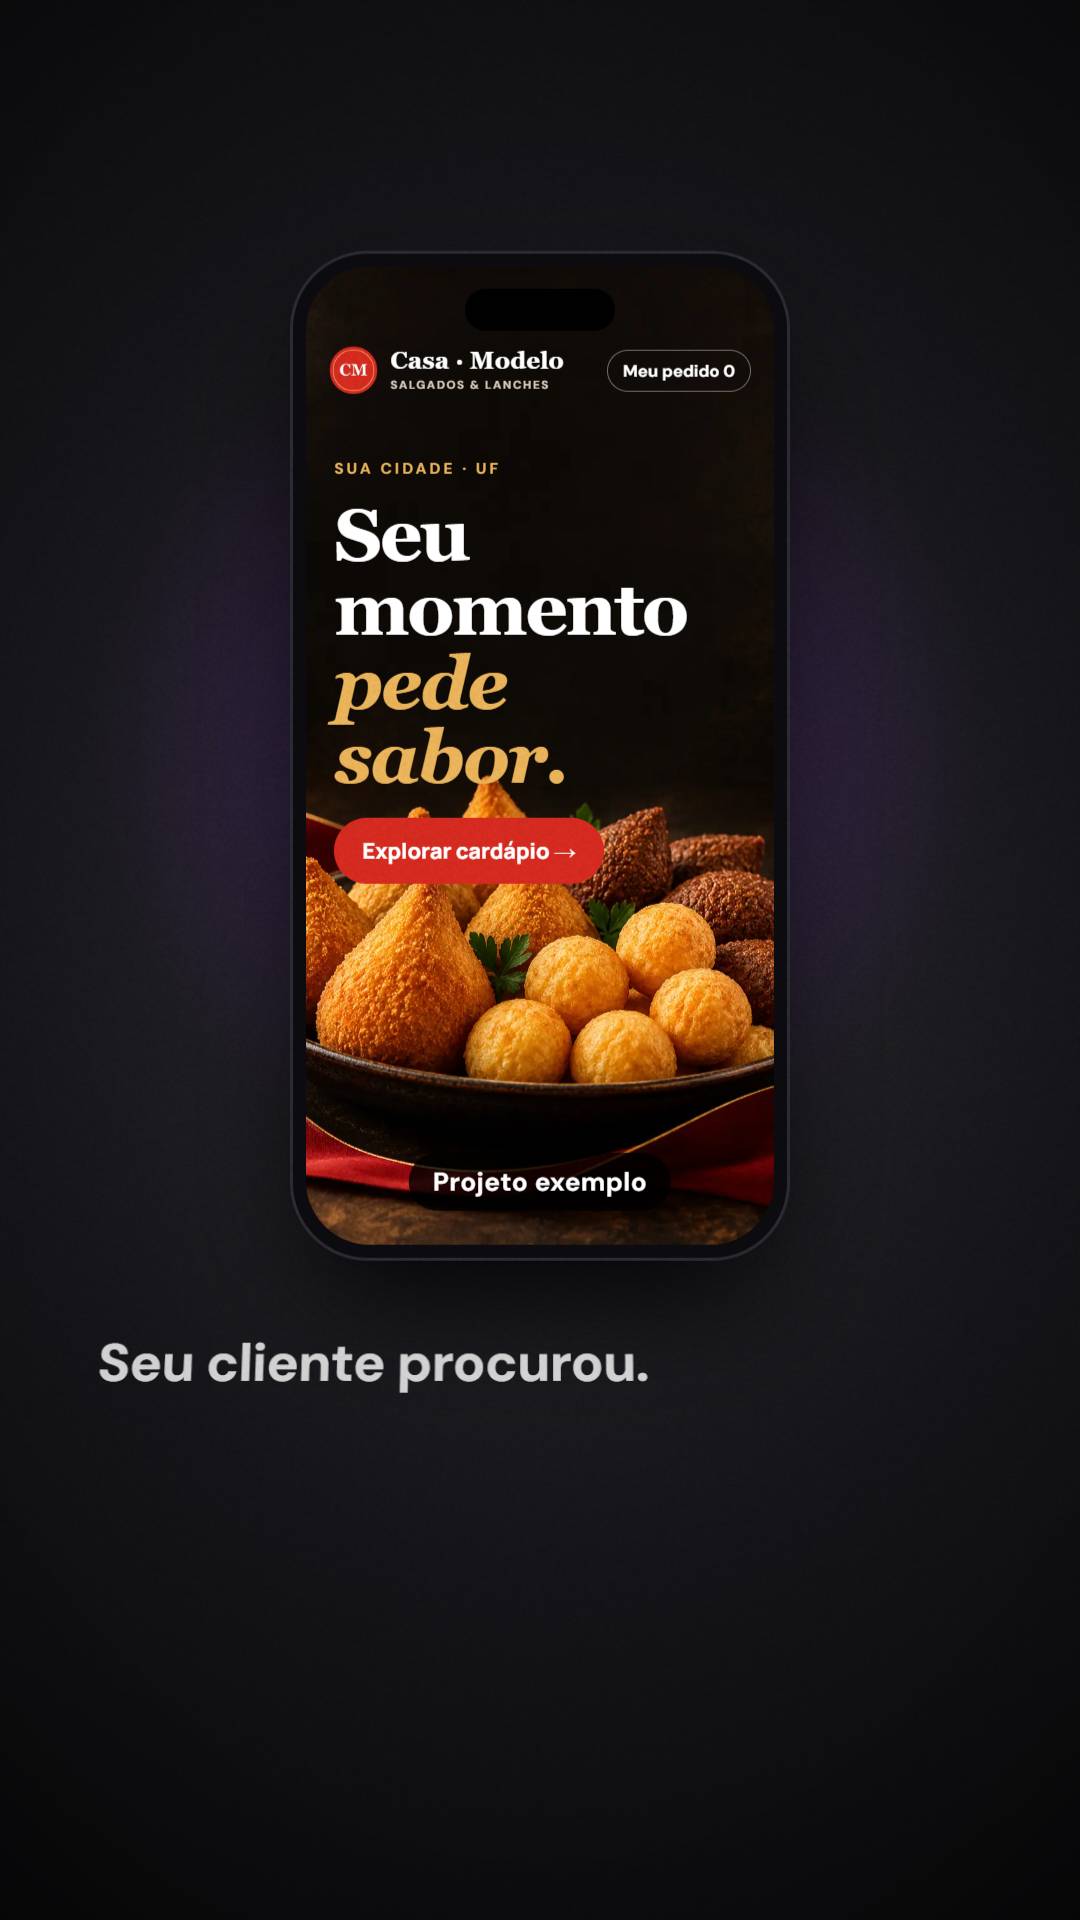 CM
Casa · Modelo
SALGADOS & LANCHES
Meu pedido 0
SUA CIDADE · UF
Seu
momento
pede
sabor.
Explorar cardápio →
Projeto exemplo
Seu cliente procurou.